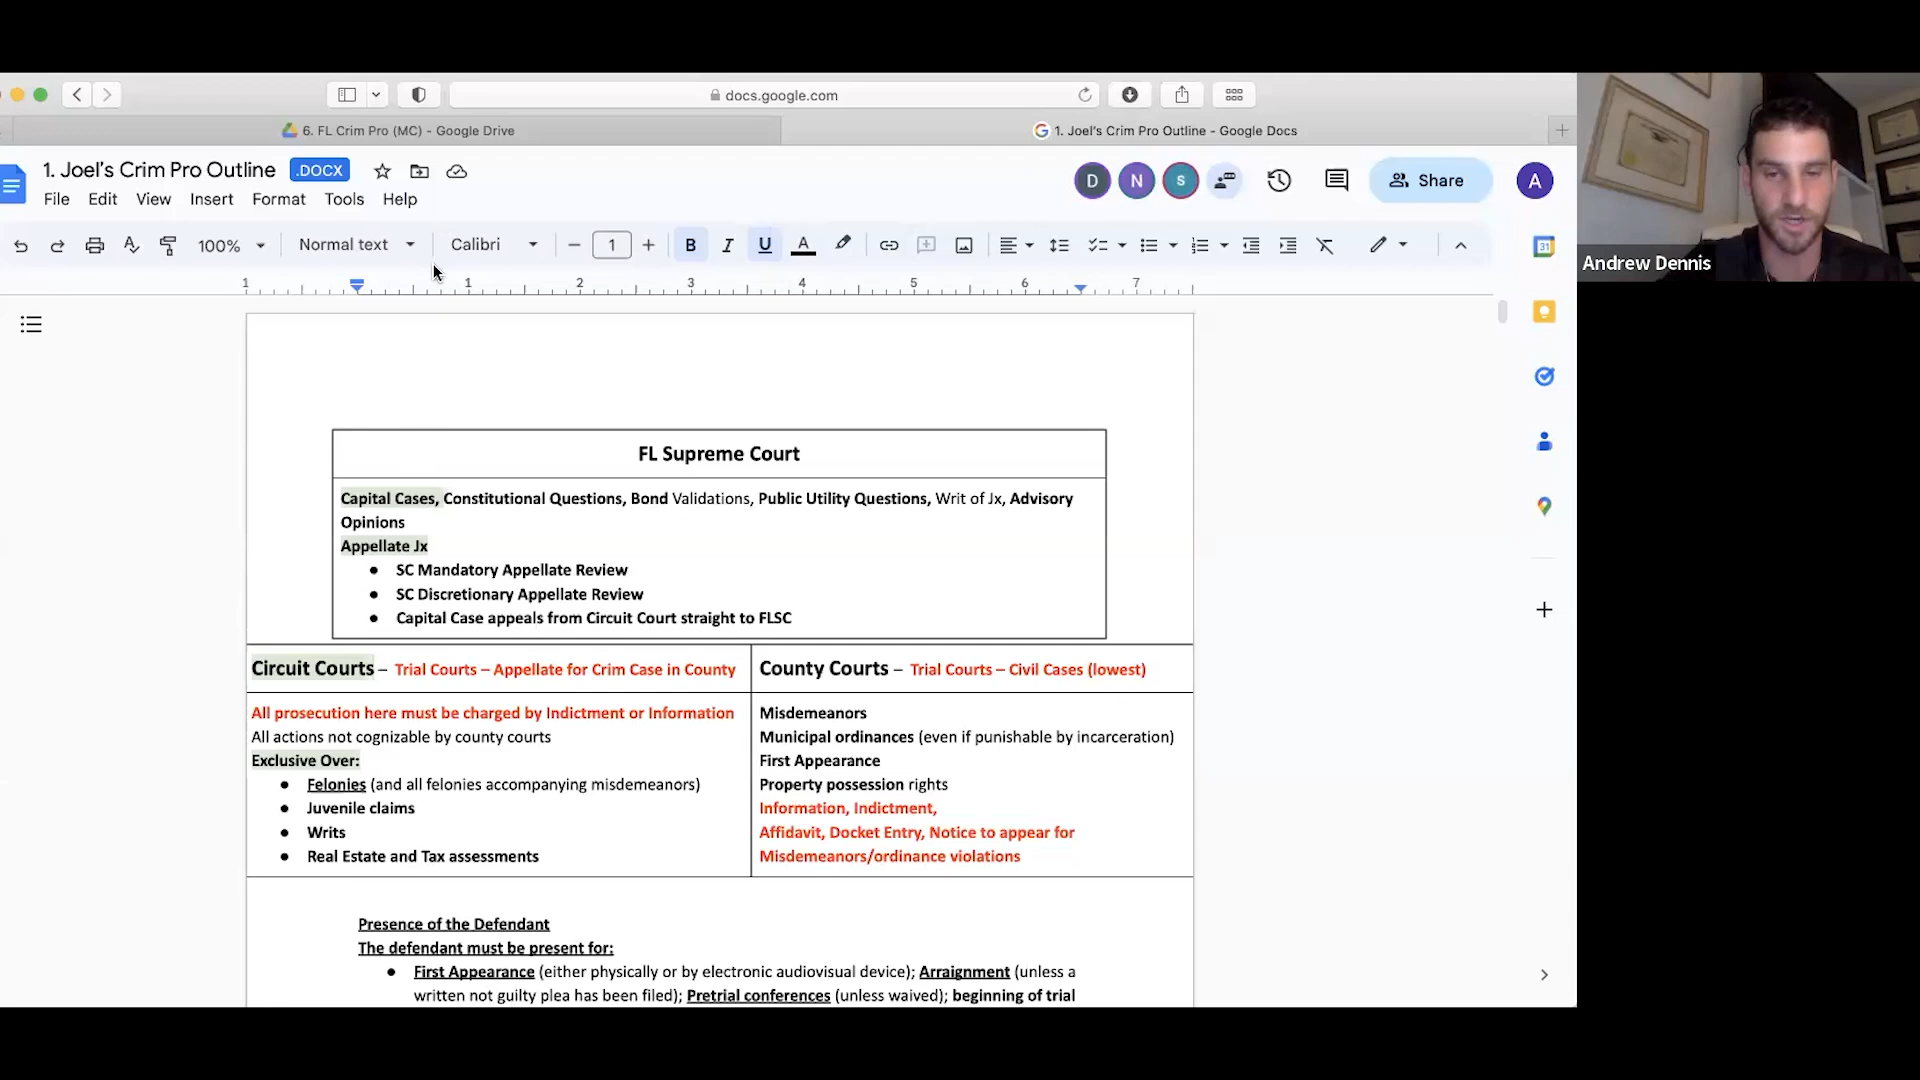 docs.google.com
6. FL Crim Pro (MC) - Google Drive
1. Joel's Crim Pro Outline - Google Docs
1. Joel's Crim Pro Outline .DOCX
D N S Share A
File Edit View Insert Format Tools Help
100% Normal text Calibri 1 B I U A
31
Andrew Dennis
1 1 2 3 4 5 6 7
FL Supreme Court
Capital Cases, Constitutional Questions, Bond Validations, Public Utility Questions, Writ of Jx, Advisory
Opinions
Appellate Jx
● SC Mandatory Appellate Review
● SC Discretionary Appellate Review
● Capital Case appeals from Circuit Court straight to FLSC
Circuit Courts – Trial Courts – Appellate for Crim Case in County
All prosecution here must be charged by Indictment or Information
All actions not cognizable by county courts
Exclusive Over:
● Felonies (and all felonies accompanying misdemeanors)
● Juvenile claims
● Writs
● Real Estate and Tax assessments
County Courts – Trial Courts – Civil Cases (lowest)
Misdemeanors
Municipal ordinances (even if punishable by incarceration)
First Appearance
Property possession rights
Information, Indictment,
Affidavit, Docket Entry, Notice to appear for
Misdemeanors/ordinance violations
Presence of the Defendant
The defendant must be present for:
● First Appearance (either physically or by electronic audiovisual device); Arraignment (unless a
written not guilty plea has been filed); Pretrial conferences (unless waived); beginning of trial